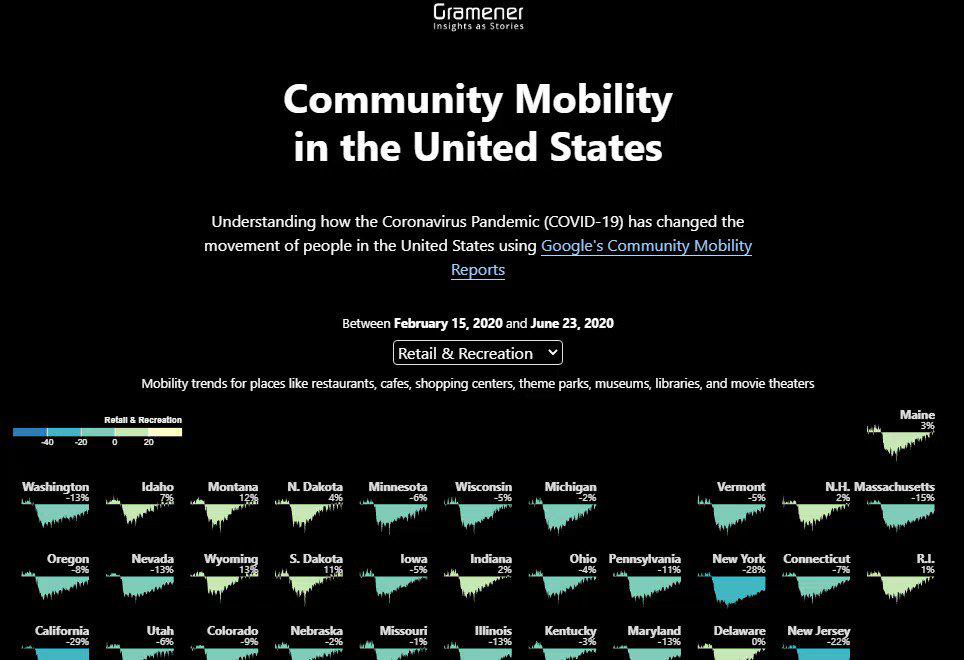 Gramener
Insights as Stories
Community Mobility
in the United States
Understanding how the Coronavirus Pandemic (COVID-19) has changed the
movement of people in the United States using Google's Community Mobility
Reports
Between February 15, 2020 and June 23, 2020
Retail & Recreation
Mobility trends for places like restaurants, cafes, shopping centers, theme parks, museums, libraries, and movie theaters
Retail & Recreation
-40 -20 0 20
Maine
3%
Washington Idaho Montana N. Dakota Minnesota Wisconsin Michigan Vermont N.H. Massachusetts
-13% 7% 12% 4% -6% -5% -2% -5% 2% -15%
Oregon Nevada Wyoming S. Dakota Iowa Indiana Ohio Pennsylvania New York Connecticut R.I.
-8% -13% 13% 11% -5% 2% -4% -11% -28% -7% 1%
California Utah Colorado Nebraska Missouri Illinois Kentucky Maryland Delaware New Jersey
-29% -6% -9% -2% -1% -13% -3% -13% 0% -22%